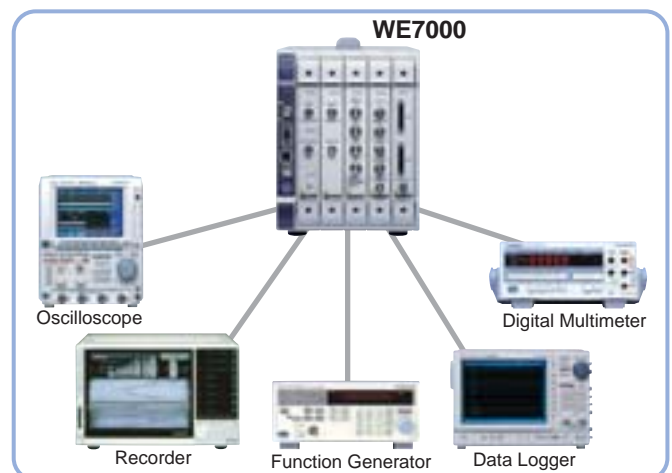 WE7000
Oscilloscope
Digital Multimeter
Recorder
Function Generator
Data Logger